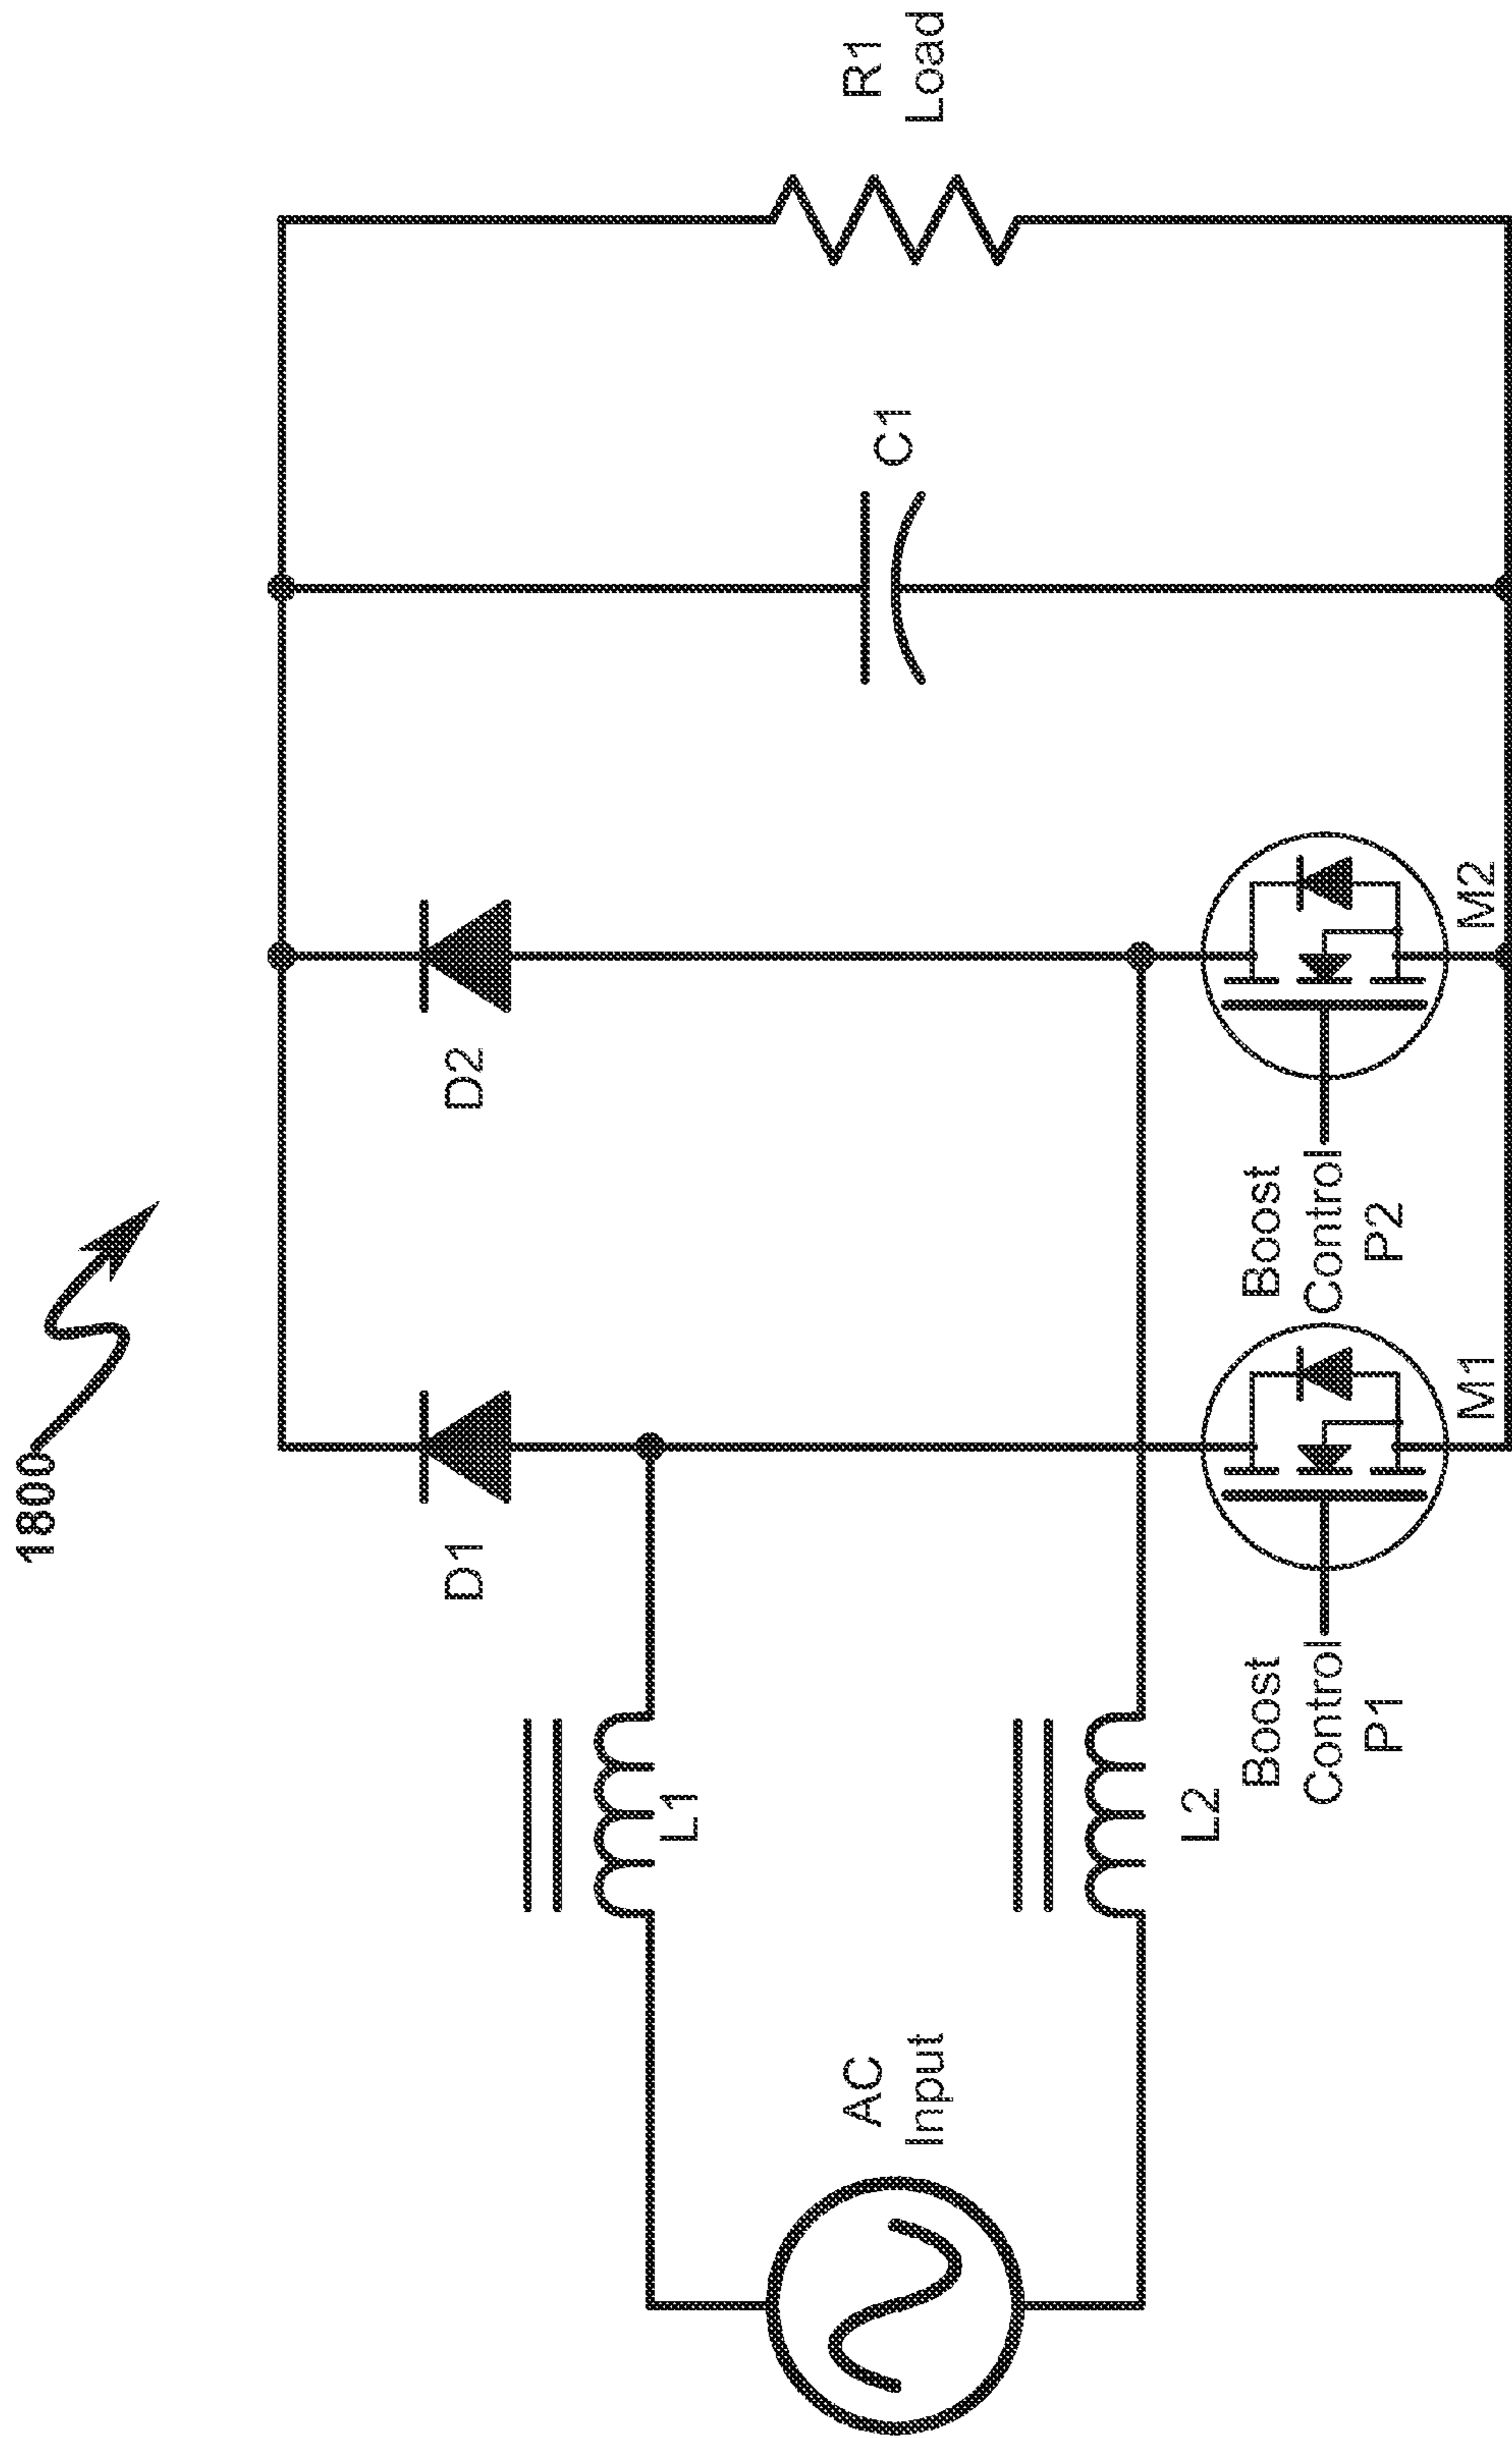 1800
D1
D2
C1
R1
Load
L1
L2
AC
Input
Boost
Control
P1
M1
Boost
Control
P2
M2